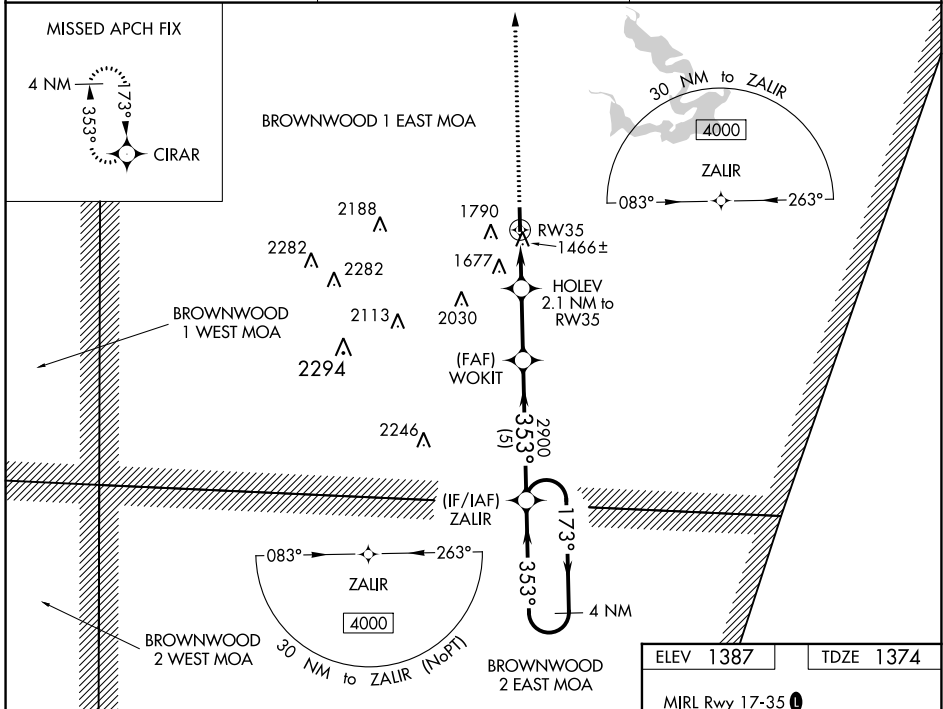 MISSED APCH FIX
4 NM
173°
353°
CIRAR
BROWNWOOD 1 EAST MOA
30 NM to ZALIR
4000
ZALIR
083°
263°
2188
1790
RW35
1466±
2282
2282
1677
HOLEV
2.1 NM to
RW35
BROWNWOOD
1 WEST MOA
2113
2030
2294
(FAF)
WOKIT
2246
2900
353°
(5)
(IF/IAF)
ZALIR
173°
353°
4 NM
083°
263°
ZALIR
4000
30 NM to ZALIR (NoPT)
BROWNWOOD
2 WEST MOA
BROWNWOOD
2 EAST MOA
ELEV 1387
TDZE 1374
MIRL Rwy 17-35 L